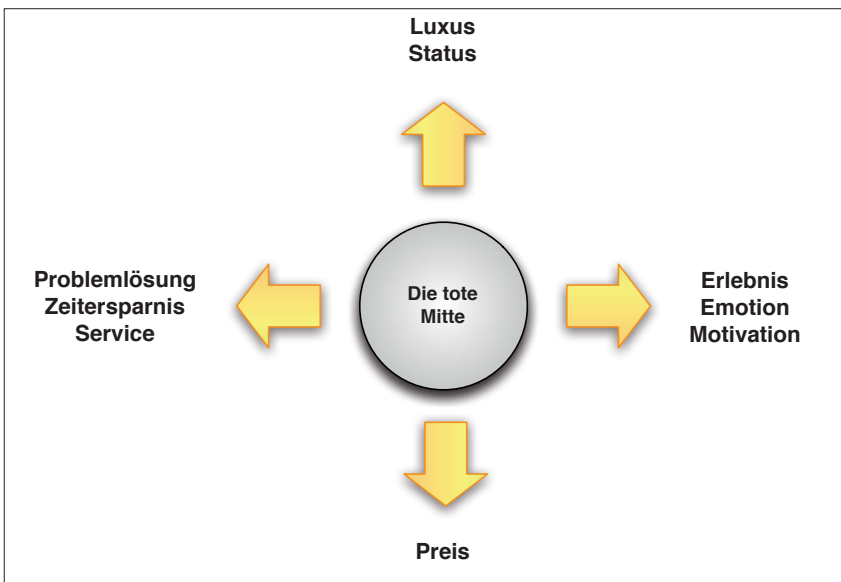 Luxus
Status
Problemlösung
Zeitersparnis
Service
Die tote
Mitte
Erlebnis
Emotion
Motivation
Preis